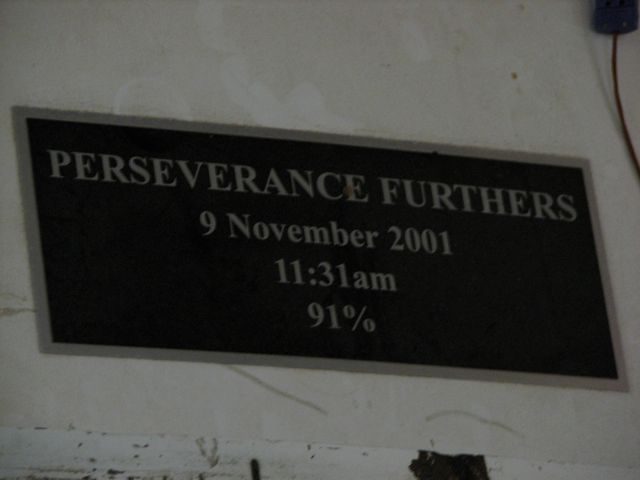 PERSEVERANCE FURTHERS
9 November 2001
11:31am
91%